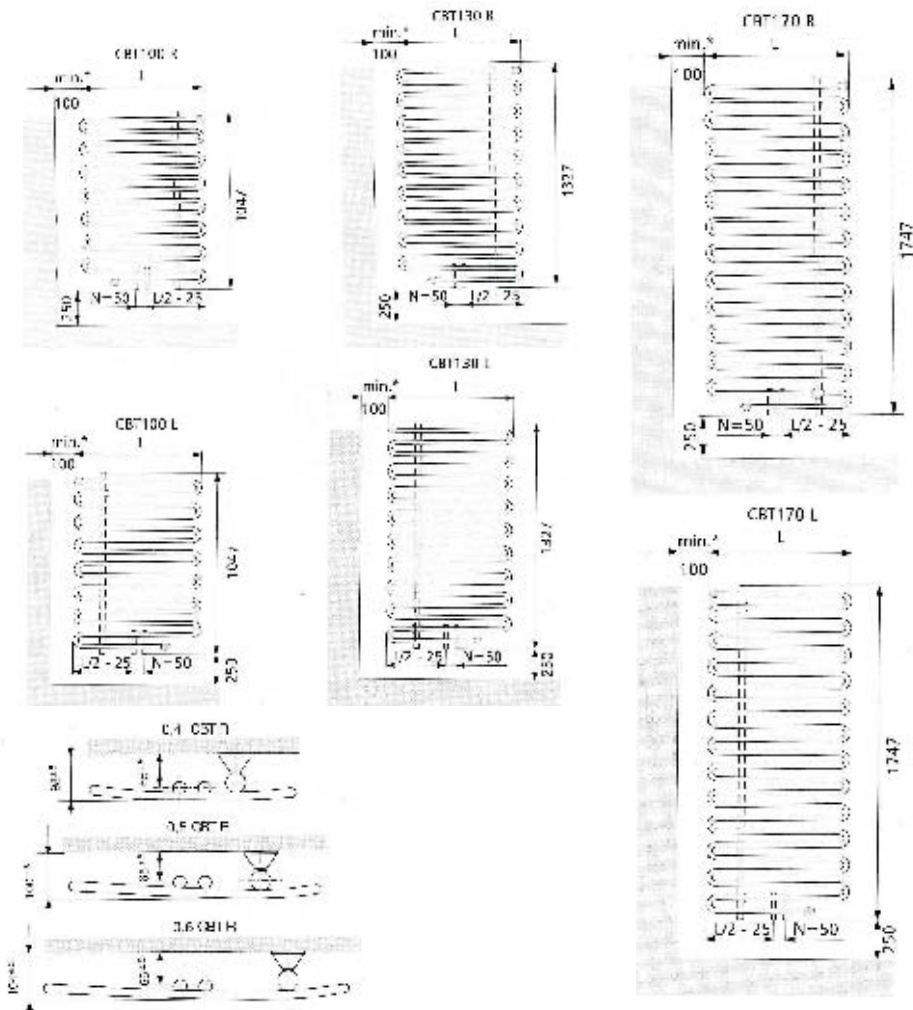 CBT100 R
L
min.*
100
1047
250
N=50
L/2 - 25
CBT130 R
L
min.*
100
1327
250
N=50
L/2 - 25
CBT170 R
L
min.*
100
1747
250
N=50
L/2 - 25
CBT100 L
L
min.*
100
1047
250
L/2 - 25
N=50
CBT130 L
L
min.*
100
1327
250
L/2 - 25
N=50
CBT170 L
L
min.*
100
1747
250
L/2 - 25
N=50
0,4 CBT R
0,5 CBT R
0,6 CBT R